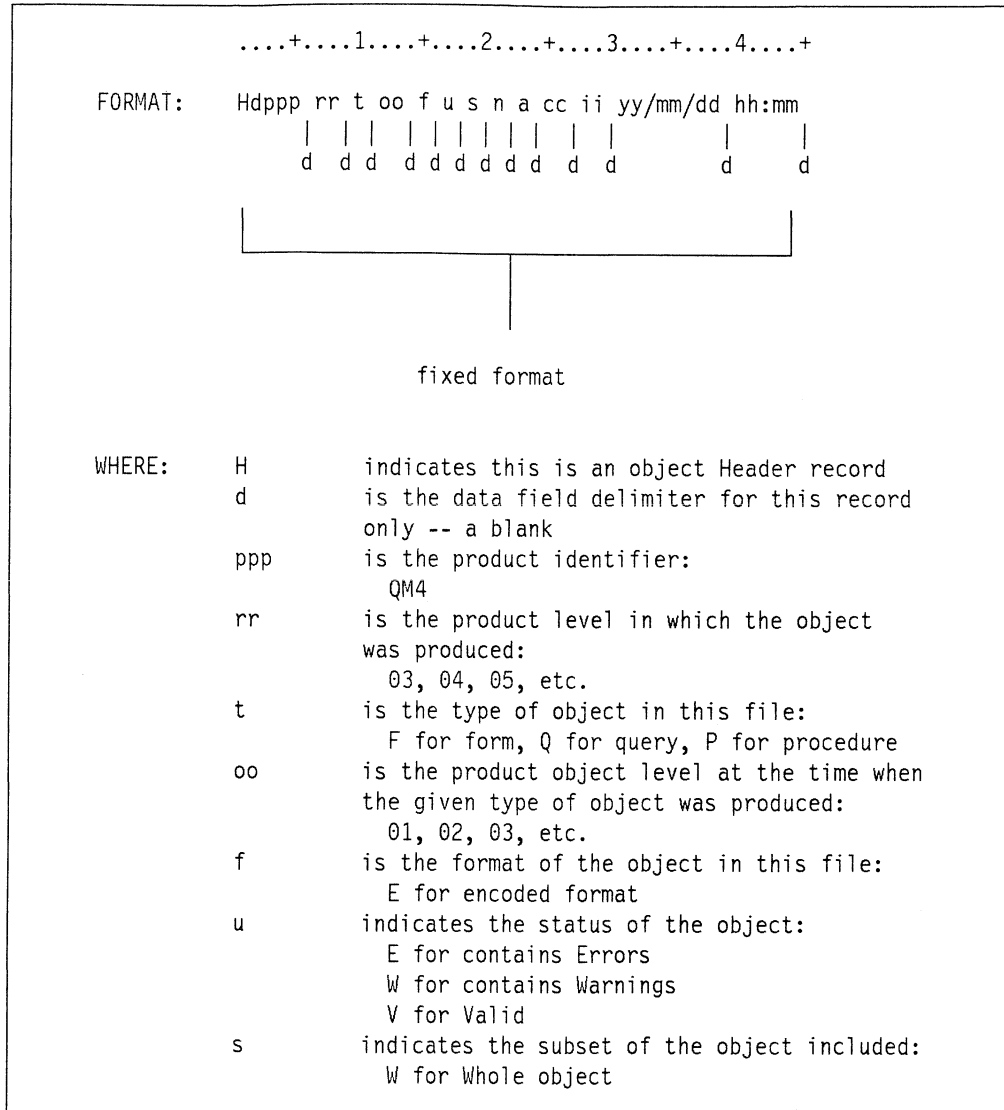 ....+....1....+....2....+....3....+....4....+
FORMAT: Hdppp rr t oo f u s n a cc ii yy/mm/dd hh:mm
d d d d d d d d d d d d d
fixed format
WHERE: H indicates this is an object Header record
d is the data field delimiter for this record
only -- a blank
ppp is the product identifier:
QM4
rr is the product level in which the object
was produced:
03, 04, 05, etc.
t is the type of object in this file:
F for form, Q for query, P for procedure
oo is the product object level at the time when
the given type of object was produced:
01, 02, 03, etc.
f is the format of the object in this file:
E for encoded format
u indicates the status of the object:
E for contains Errors
W for contains Warnings
V for Valid
s indicates the subset of the object included:
W for Whole object